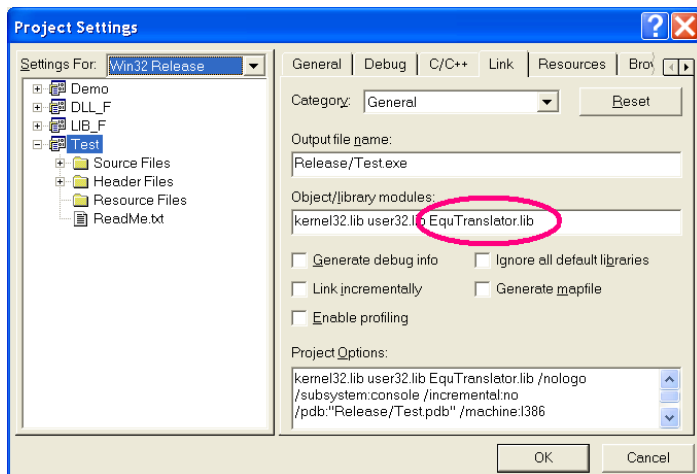 Project Settings
Settings For: Win32 Release
Demo
DLL_F
LIB_F
Test
Source Files
Header Files
Resource Files
ReadMe.txt
General Debug C/C++ Link Resources Brow
Category: General Reset
Output file name:
Release/Test.exe
Object/library modules:
kernel32.lib user32.lib EquTranslator.lib
Generate debug info Ignore all default libraries
Link incrementally Generate mapfile
Enable profiling
Project Options:
kernel32.lib user32.lib EquTranslator.lib /nologo
/subsystem:console /incremental:no
/pdb:"Release/Test.pdb" /machine:I386
OK Cancel